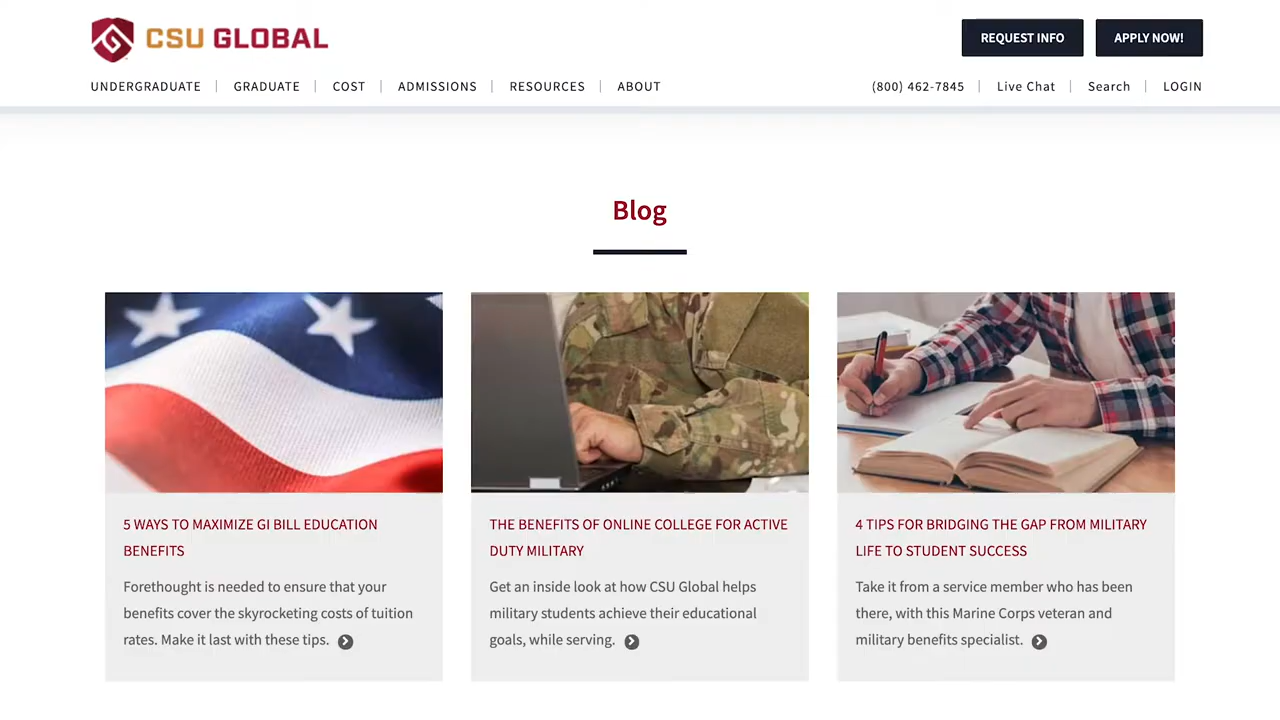 CSU GLOBAL
REQUEST INFO
APPLY NOW!
UNDERGRADUATE
GRADUATE
COST
ADMISSIONS
RESOURCES
ABOUT
(800) 462-7845
Live Chat
Search
LOGIN
Blog
5 WAYS TO MAXIMIZE GI BILL EDUCATION
BENEFITS
Forethought is needed to ensure that your
benefits cover the skyrocketing costs of tuition
rates. Make it last with these tips.
THE BENEFITS OF ONLINE COLLEGE FOR ACTIVE
DUTY MILITARY
Get an inside look at how CSU Global helps
military students achieve their educational
goals, while serving.
4 TIPS FOR BRIDGING THE GAP FROM MILITARY
LIFE TO STUDENT SUCCESS
Take it from a service member who has been
there, with this Marine Corps veteran and
military benefits specialist.